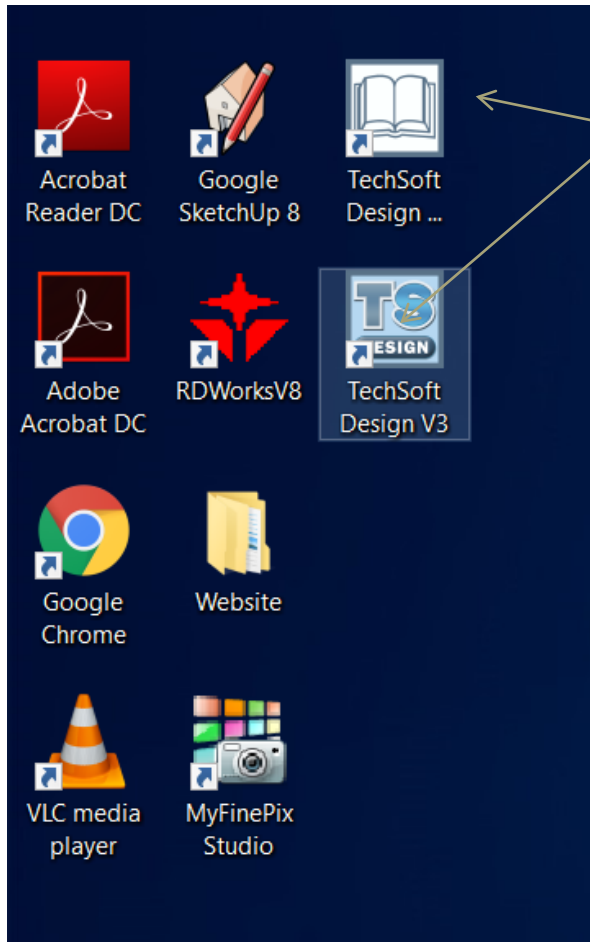 Acrobat
Reader DC
Google
SketchUp 8
TechSoft
Design ...
Adobe
Acrobat DC
RDWorksV8
TS
DESIGN
TechSoft
Design V3
Google
Chrome
Website
VLC media
player
MyFinePix
Studio